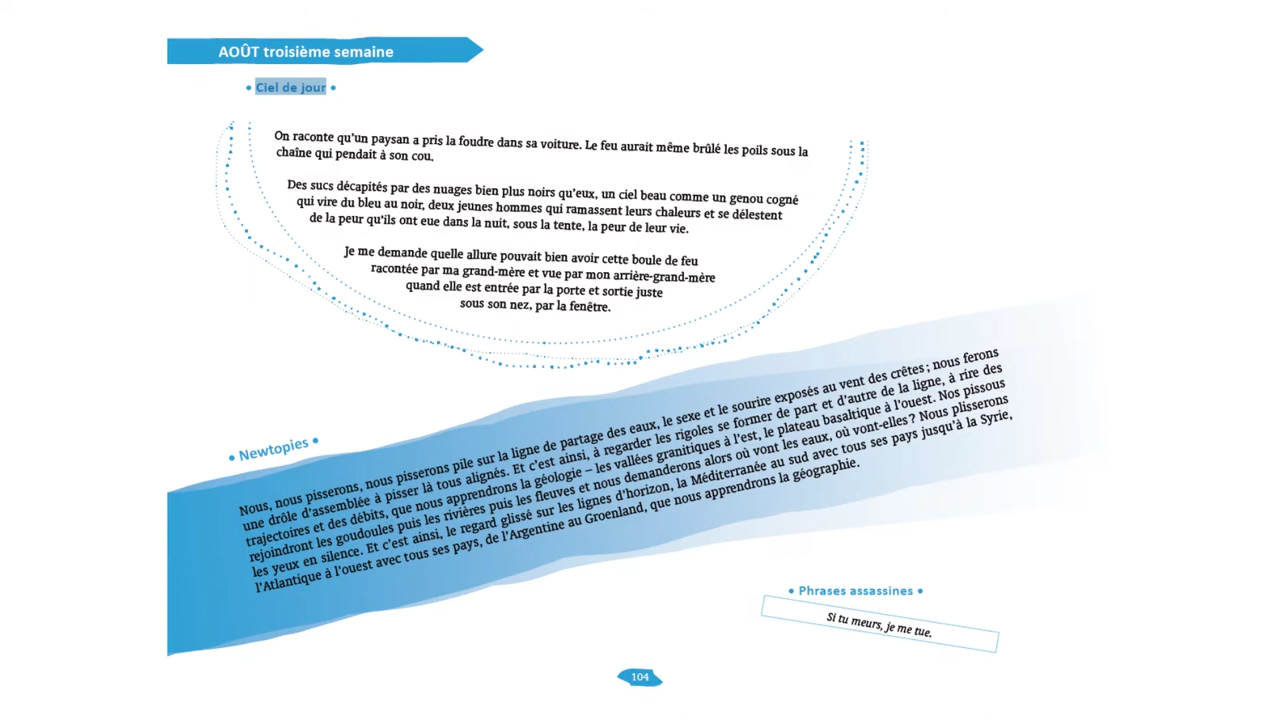 AOÛT troisième semaine
• Ciel de jour •
On raconte qu'un paysan a pris la foudre dans sa voiture. Le feu aurait même brûlé les poils sous la
chaîne qui pendait à son cou.
Des sucs décapités par des nuages bien plus noirs qu'eux, un ciel beau comme un genou cogné
qui vire du bleu au noir, deux jeunes hommes qui ramassent leurs chaleurs et se délestent
de la peur qu'ils ont eue dans la nuit, sous la tente, la peur de leur vie.
Je me demande quelle allure pouvait bien avoir cette boule de feu
racontée par ma grand-mère et vue par mon arrière-grand-mère
quand elle est entrée par la porte et sortie juste
sous son nez, par la fenêtre.
• Newtopies •
Nous, nous pisserons, nous pisserons pile sur la ligne de partage des eaux, le sexe et le sourire exposés au vent des crêtes ; nous ferons
une drôle d'assemblée à pisser là tous alignés. Et c'est ainsi, à regarder les rigoles se former de part et d'autre de la ligne, à rire des
trajectoires et des débits, que nous apprendrons la géologie – les vallées granitiques à l'est, le plateau basaltique à l'ouest. Nos pissous
rejoindront les goudoules puis les rivières puis les fleuves et nous demanderons alors où vont les eaux, où vont-elles ? Nous plisserons
les yeux en silence. Et c'est ainsi, le regard glissé sur les lignes d'horizon, la Méditerranée au sud avec tous ses pays jusqu'à la Syrie,
l'Atlantique à l'ouest avec tous ses pays, de l'Argentine au Groenland, que nous apprendrons la géographie.
• Phrases assassines •
Si tu meurs, je me tue.
104